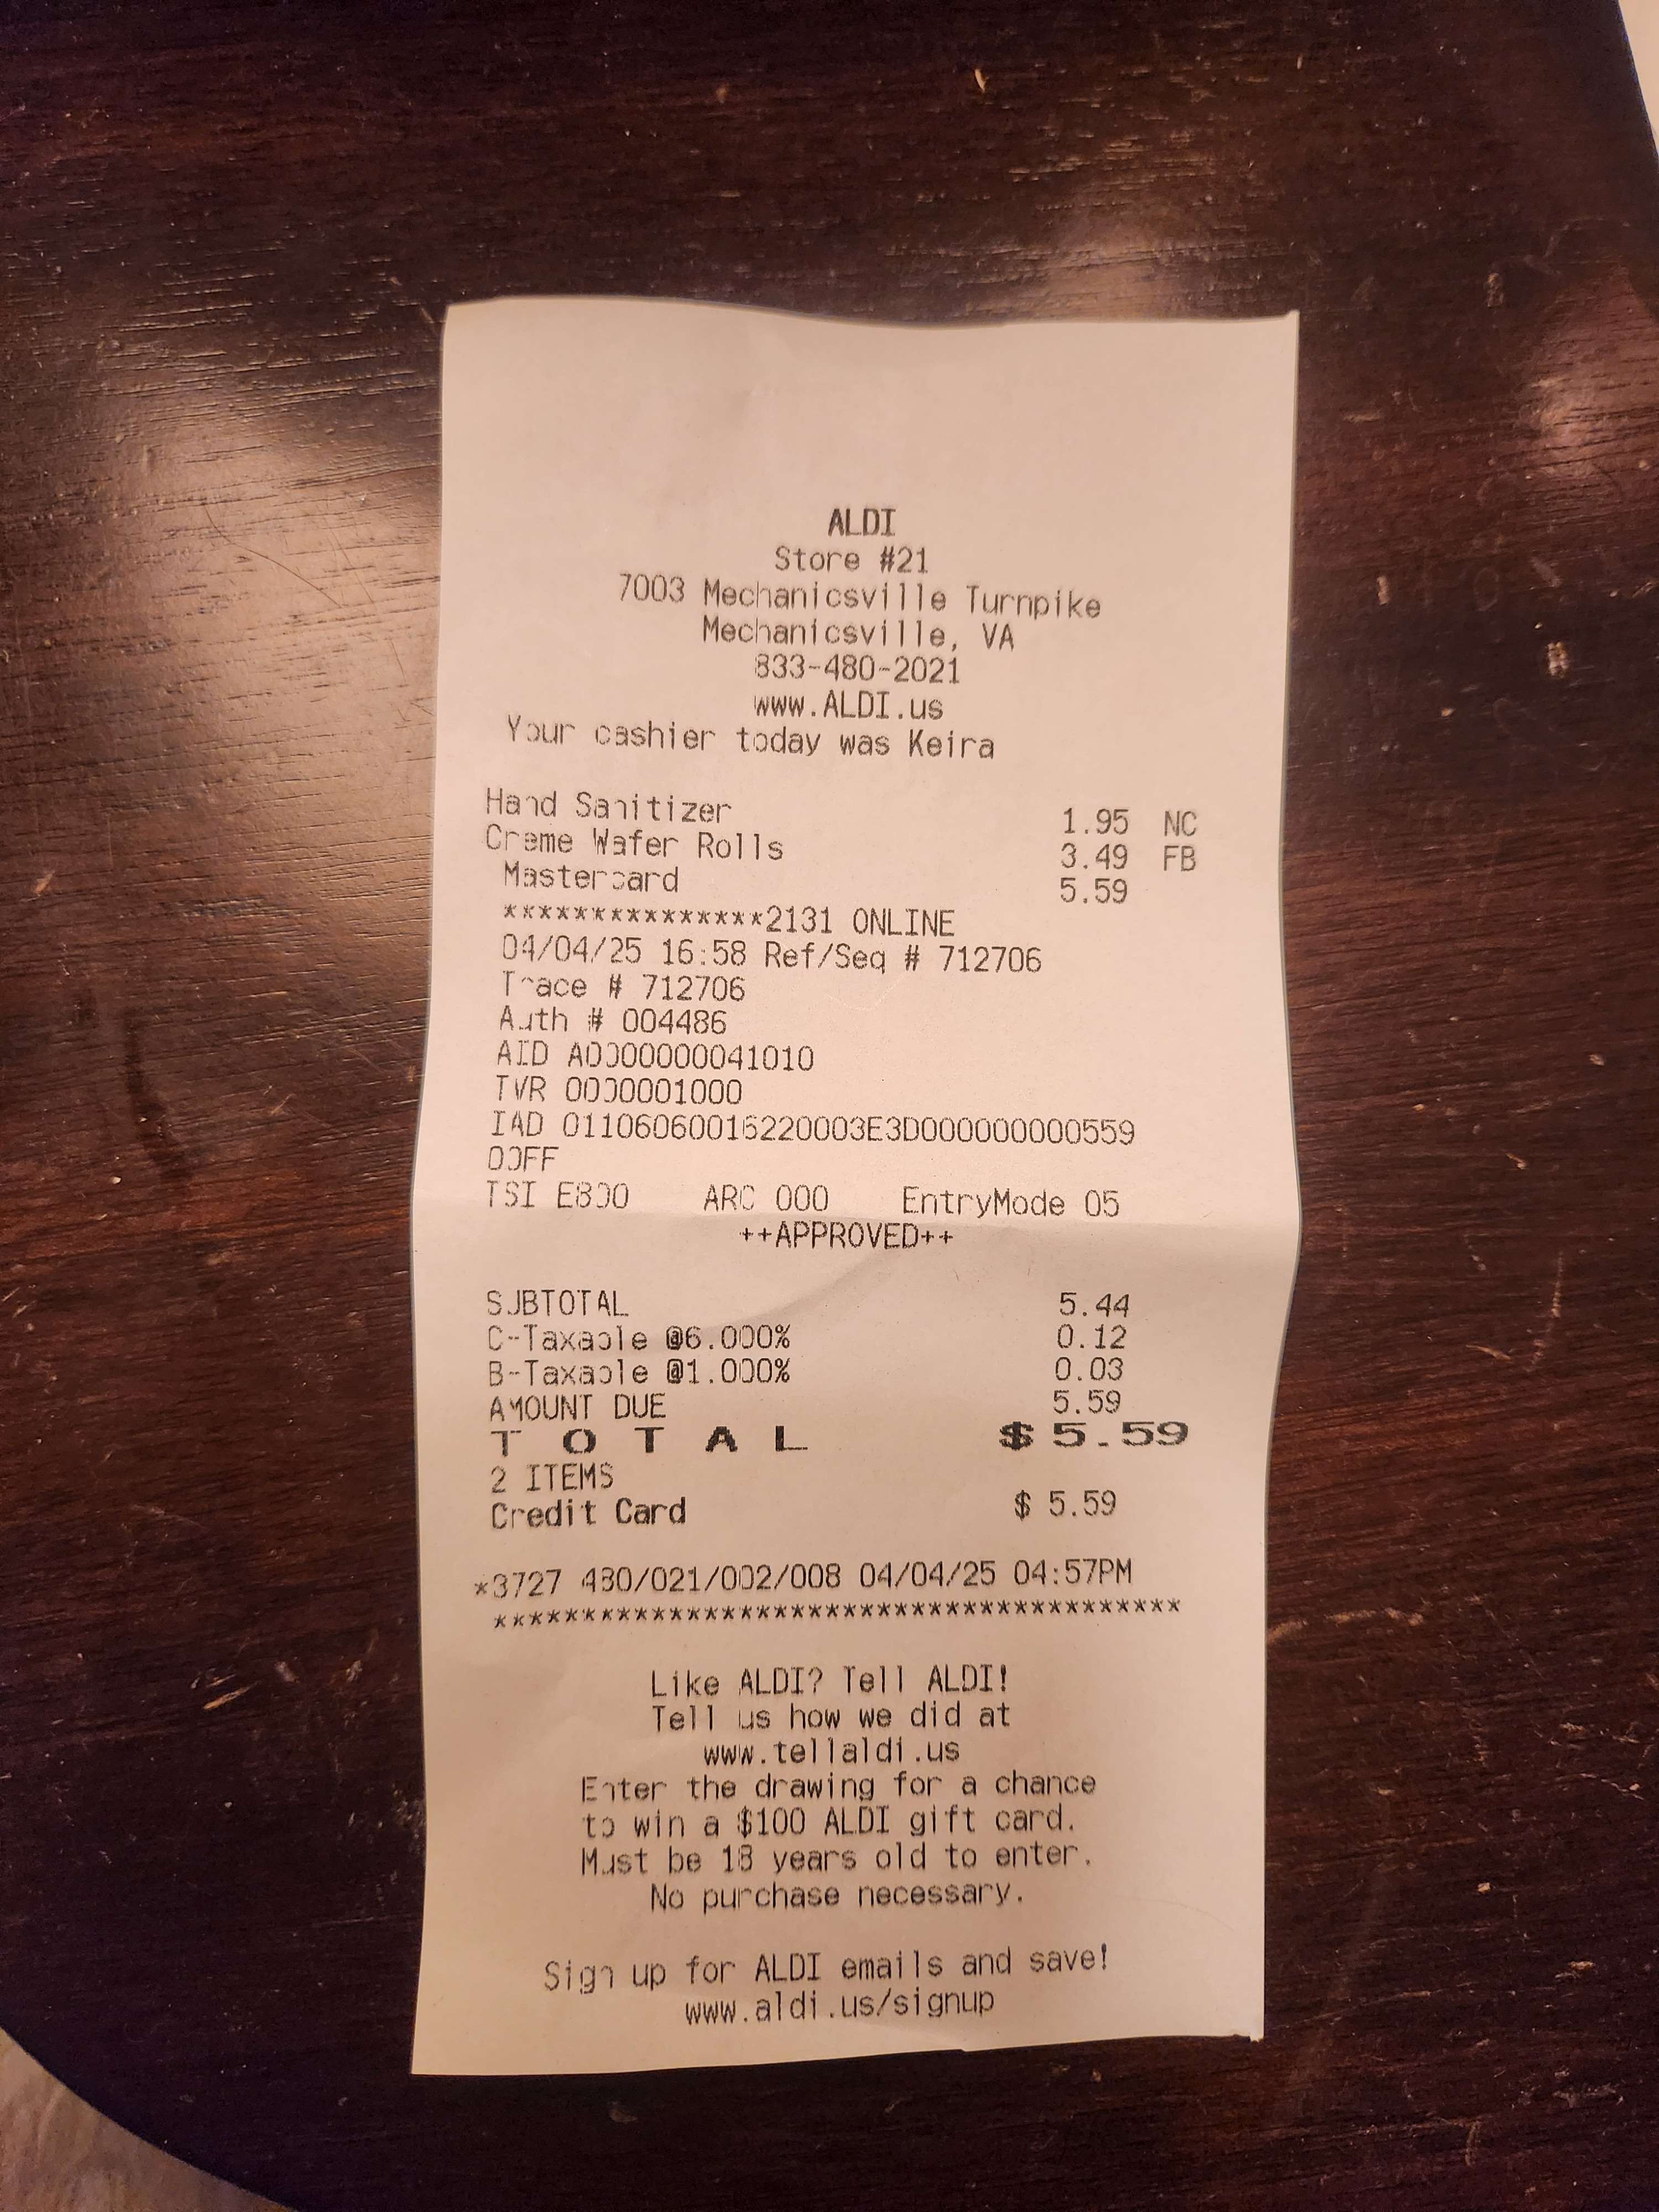 ALDI
Store #21
7003 Mechanicsville Turnpike
Mechanicsville, VA
833-480-2021
www.ALDI.us
Your cashier today was Keira
Hand Sanitizer 1.95 NC
Creme Wafer Rolls 3.49 FB
Mastercard 5.59
***************2131 ONLINE
04/04/25 16:58 Ref/Seq # 712706
Trace # 712706
Auth # 004486
AID A0000000041010
TVR 0000001000
IAD 01106060016220003E3D000000000559
00FF
TSI E800 ARC 000 EntryMode 05
++APPROVED++
SUBTOTAL 5.44
C-Taxable @6.000% 0.12
B-Taxable @1.000% 0.03
AMOUNT DUE 5.59
TOTAL $5.59
2 ITEMS
Credit Card $ 5.59
*3727 480/021/002/008 04/04/25 04:57PM
***************************************
Like ALDI? Tell ALDI!
Tell us how we did at
www.tellaldi.us
Enter the drawing for a chance
to win a $100 ALDI gift card.
Must be 18 years old to enter.
No purchase necessary.
Sign up for ALDI emails and save!
www.aldi.us/signup